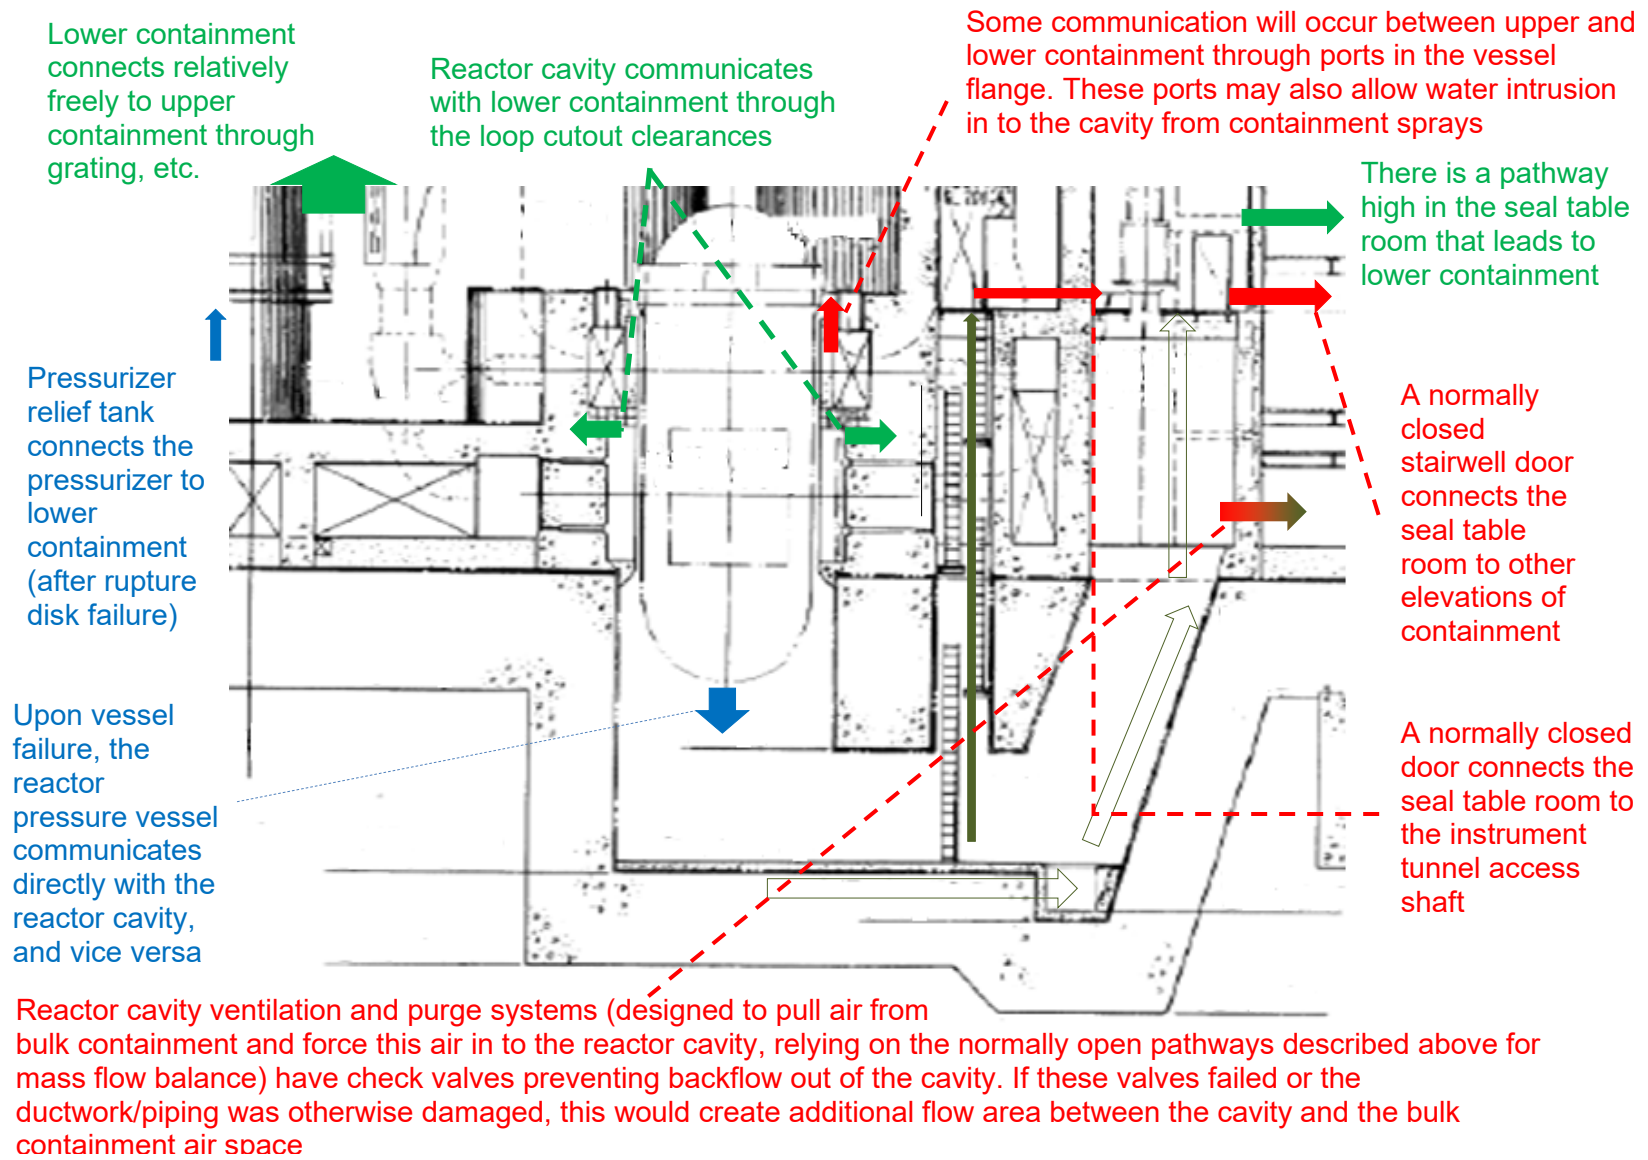 Lower containment
connects relatively
freely to upper
containment through
grating, etc.
Reactor cavity communicates
with lower containment through
the loop cutout clearances
Some communication will occur between upper and
lower containment through ports in the vessel
flange. These ports may also allow water intrusion
in to the cavity from containment sprays
There is a pathway
high in the seal table
room that leads to
lower containment
Pressurizer
relief tank
connects the
pressurizer to
lower
containment
(after rupture
disk failure)
A normally
closed
stairwell door
connects the
seal table
room to other
elevations of
containment
Upon vessel
failure, the
reactor
pressure vessel
communicates
directly with the
reactor cavity,
and vice versa
A normally closed
door connects the
seal table room to
the instrument
tunnel access
shaft
Reactor cavity ventilation and purge systems (designed to pull air from
bulk containment and force this air in to the reactor cavity, relying on the normally open pathways described above for
mass flow balance) have check valves preventing backflow out of the cavity. If these valves failed or the
ductwork/piping was otherwise damaged, this would create additional flow area between the cavity and the bulk
containment air space